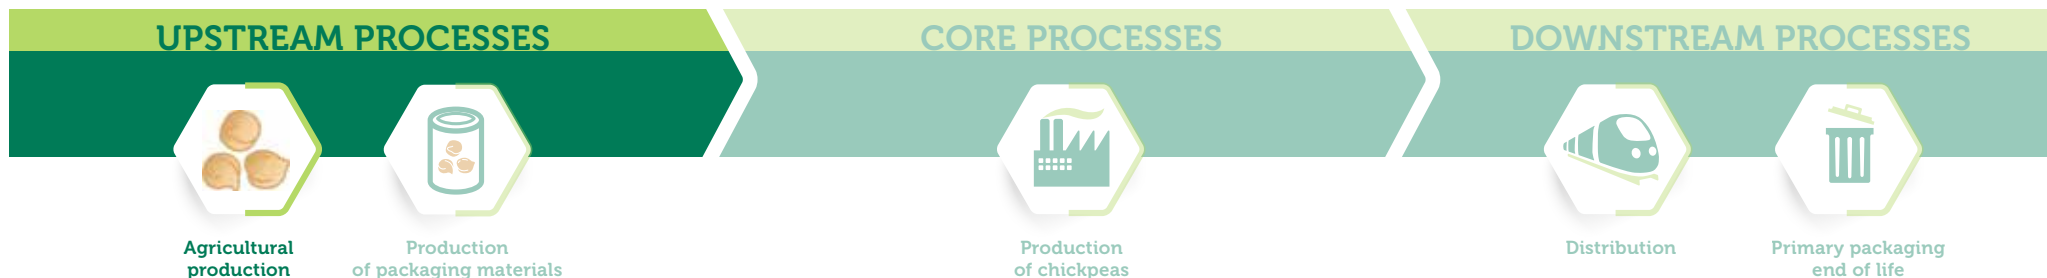 UPSTREAM PROCESSES
CORE PROCESSES
DOWNSTREAM PROCESSES
Agricultural
production
Production
of packaging materials
Production
of chickpeas
Distribution
Primary packaging
end of life